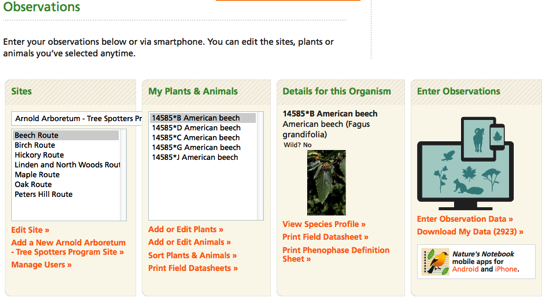 Observations
Enter your observations below or via smartphone. You can edit the sites, plants or
animals you've selected anytime.
Sites
Arnold Arboretum - Tree Spotters Pr
Beech Route
Birch Route
Hickory Route
Linden and North Woods Rout
Maple Route
Oak Route
Peters Hill Route
Edit Site »
Add a New Arnold Arboretum
- Tree Spotters Program Site »
Manage Users »
My Plants & Animals
14585*B American beech
14585*D American beech
14585*C American beech
14585*G American beech
14585*J American beech
Add or Edit Plants »
Add or Edit Animals »
Sort Plants & Animals »
Print Field Datasheets »
Details for this Organism
14585*B American beech
American beech (Fagus
grandifolia)
Wild? No
View Species Profile »
Print Field Datasheet »
Print Phenophase Definition
Sheet »
Enter Observations
Enter Observation Data »
Download My Data (2923) »
Nature's Notebook
mobile apps for
Android and iPhone.